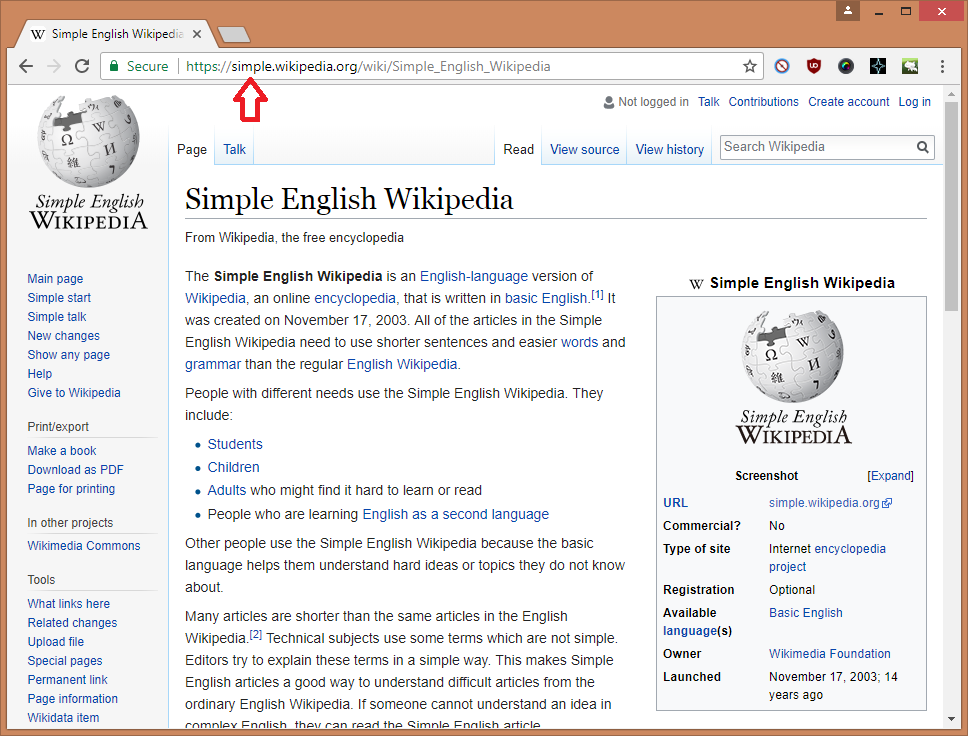 Simple English Wikipedia
Secure
https://simple.wikipedia.org/wiki/Simple_English_Wikipedia
Not logged in Talk Contributions Create account Log in
Simple English
WIKIPEDIA
Page Talk Read View source View history Search Wikipedia
Main page
Simple start
Simple talk
New changes
Show any page
Help
Give to Wikipedia
Print/export
Make a book
Download as PDF
Page for printing
In other projects
Wikimedia Commons
Tools
What links here
Related changes
Upload file
Special pages
Permanent link
Page information
Wikidata item
Simple English Wikipedia
From Wikipedia, the free encyclopedia
The Simple English Wikipedia is an English-language version of
Wikipedia, an online encyclopedia, that is written in basic English.[1] It
was created on November 17, 2003. All of the articles in the Simple
English Wikipedia need to use shorter sentences and easier words and
grammar than the regular English Wikipedia.
People with different needs use the Simple English Wikipedia. They
include:
• Students
• Children
• Adults who might find it hard to learn or read
• People who are learning English as a second language
Other people use the Simple English Wikipedia because the basic
language helps them understand hard ideas or topics they do not know
about.
Many articles are shorter than the same articles in the English
Wikipedia.[2] Technical subjects use some terms which are not simple.
Editors try to explain these terms in a simple way. This makes Simple
English articles a good way to understand difficult articles from the
ordinary English Wikipedia. If someone cannot understand an idea in
complex English, they can read the Simple English article.
W Simple English Wikipedia
Simple English
WIKIPEDIA
Screenshot [Expand]
URL simple.wikipedia.org
Commercial? No
Type of site Internet encyclopedia
project
Registration Optional
Available Basic English
language(s)
Owner Wikimedia Foundation
Launched November 17, 2003; 14
years ago